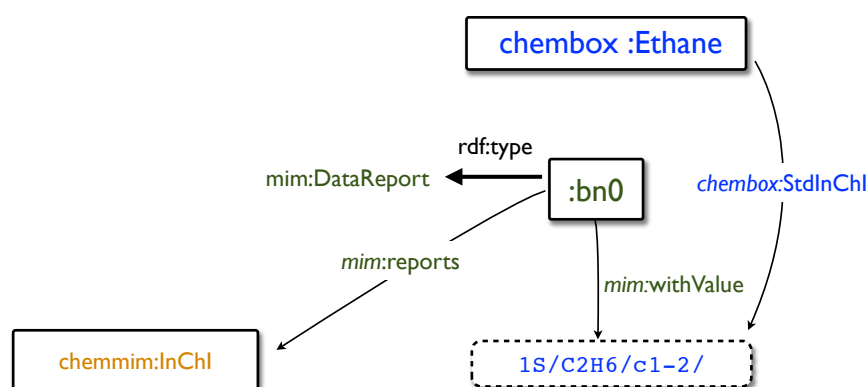 chembox :Ethane
rdf:type
mim:DataReport
:bn0
chembox:StdInChI
mim:reports
mim:withValue
chemmim:InChI
1S/C2H6/c1-2/